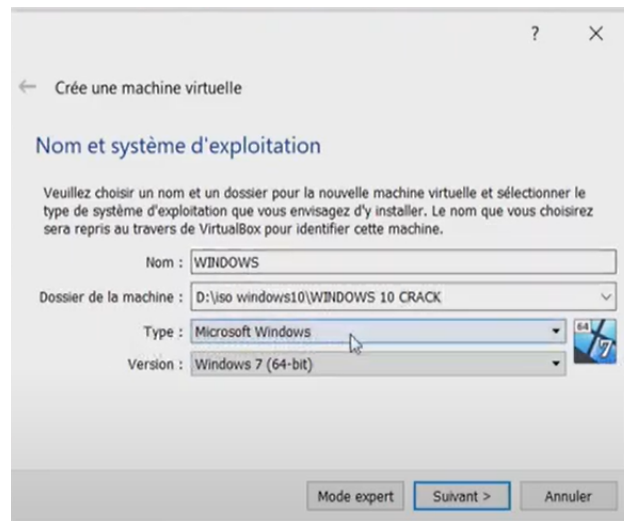 ?
Crée une machine virtuelle
Nom et système d'exploitation
Veuillez choisir un nom et un dossier pour la nouvelle machine virtuelle et sélectionner le
type de système d'exploitation que vous envisagez d'y installer. Le nom que vous choisirez
sera repris au travers de VirtualBox pour identifier cette machine.
Nom : WINDOWS
Dossier de la machine : D:\iso windows10\WINDOWS 10 CRACK
Type : Microsoft Windows
64
7
Version : Windows 7 (64-bit)
Mode expert Suivant > Annuler